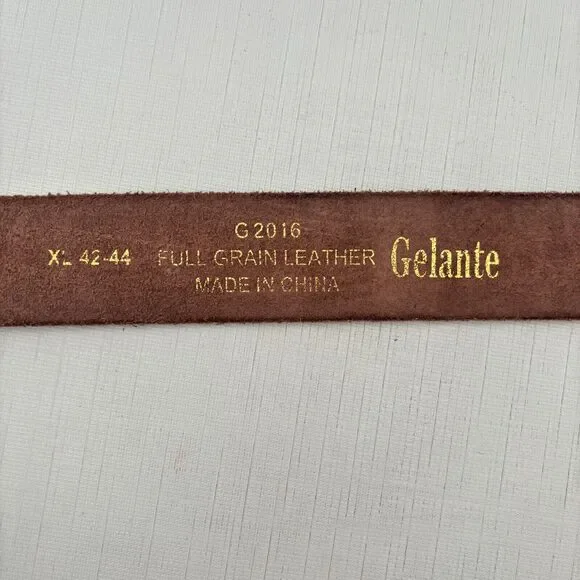 G2016
XL 42-44 FULL GRAIN LEATHER Gelante
MADE IN CHINA